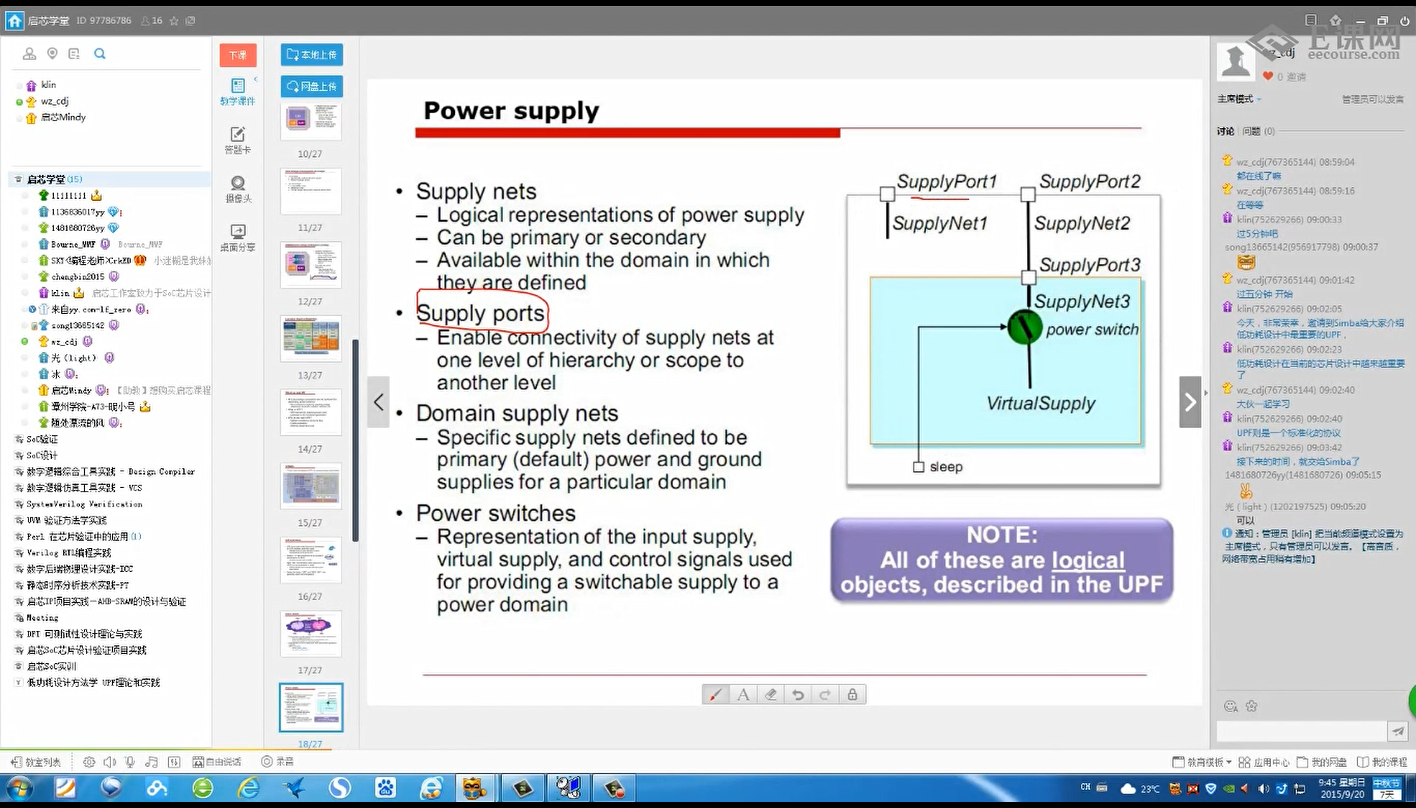 启芯学堂 ID 97786786 16
E课网
eecourse.com
klin
wz_cdj
启芯Mindy
启芯学堂 (15)
11111111
1136836017yy
1481680726yy
Bourne_WWF Bourne_WWF
chengbin2015
klin 启芯工作室致力于SoC芯片设计
来自yy.com-lf_zero
song13665142
wz_cdj
光（light）
冰
启芯Mindy 【助教】想购买启芯课程
潭州学院-A73-明小号
随处漂流的风
SoC验证
SoC设计
数字逻辑综合工具实践 - Design Compiler
数字逻辑仿真工具实践 - VCS
SystemVerilog Verification
UVM 验证方法学实践
Perl 在芯片验证中的应用 (1)
Verilog RTL编程实践
数字后端物理设计实践-ICC
静态时序分析技术实践-PT
启芯IP项目实践--AHB-SRAM的设计与验证
Meeting
DFT 可测试性设计理论与实践
启芯SoC芯片设计验证项目实践
启芯SoC实训
低功耗设计方法学 UPF理论和实践
下课
教学课件
答题卡
摄像头
桌面分享
本地上传
网盘上传
10/27
11/27
12/27
13/27
14/27
15/27
16/27
17/27
18/27
Power supply
• Supply nets
– Logical representations of power supply
– Can be primary or secondary
– Available within the domain in which
they are defined
• Supply ports
– Enable connectivity of supply nets at
one level of hierarchy or scope to
another level
• Domain supply nets
– Specific supply nets defined to be
primary (default) power and ground
supplies for a particular domain
• Power switches
– Representation of the input supply,
virtual supply, and control signals used
for providing a switchable supply to a
power domain
SupplyPort1
SupplyPort2
SupplyNet1
SupplyNet2
SupplyPort3
SupplyNet3
power switch
VirtualSupply
sleep
NOTE:
All of these are logical
objects, described in the UPF
wz_cdj
0 邀请
主席模式
管理员可以发言
讨论 问题 (0)
wz_cdj(767365144) 08:59:04
都在线了嘛
wz_cdj(767365144) 08:59:16
在等等
klin(752629266) 09:00:33
过5分钟吧
song13665142(956917798) 09:00:37
wz_cdj(767365144) 09:01:42
过五分钟 开始
klin(752629266) 09:02:05
今天，非常荣幸，邀请到Simba给大家介绍
低功耗设计中最重要的UPF，
klin(752629266) 09:02:23
低功耗设计在当前的芯片设计中越来越重要
了
wz_cdj(767365144) 09:02:40
大伙一起学习
klin(752629266) 09:02:40
UPF则是一个标准化的协议
klin(752629266) 09:03:42
接下来的时间，就交给Simba了
1481680726yy(1481680726) 09:05:15
光（light）(1202197525) 09:05:20
可以
通知：管理员 [klin] 把当前频道模式设置为
主席模式，只有管理员可以发言。【高音质，
网络带宽占用稍有增加】
教室列表
自由说话
录音
教育模板
应用中心
我的网盘
我的课程
CH
23℃
9:45 星期日
2015/9/20
中秋节
7天